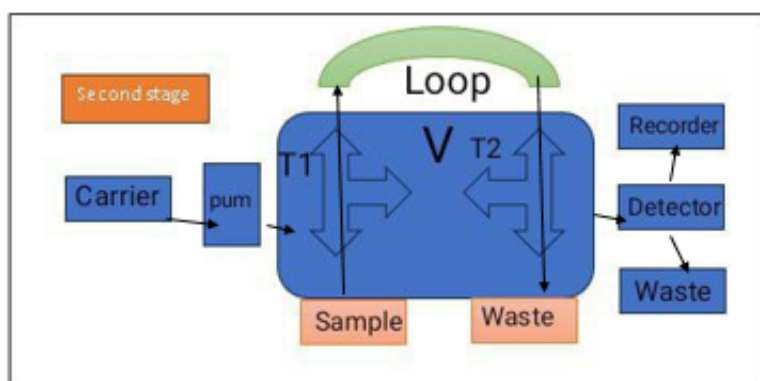 Loop
Second stage
Recorder
V
T2
T1
Carrier
pum
Detector
Waste
Sample
Waste